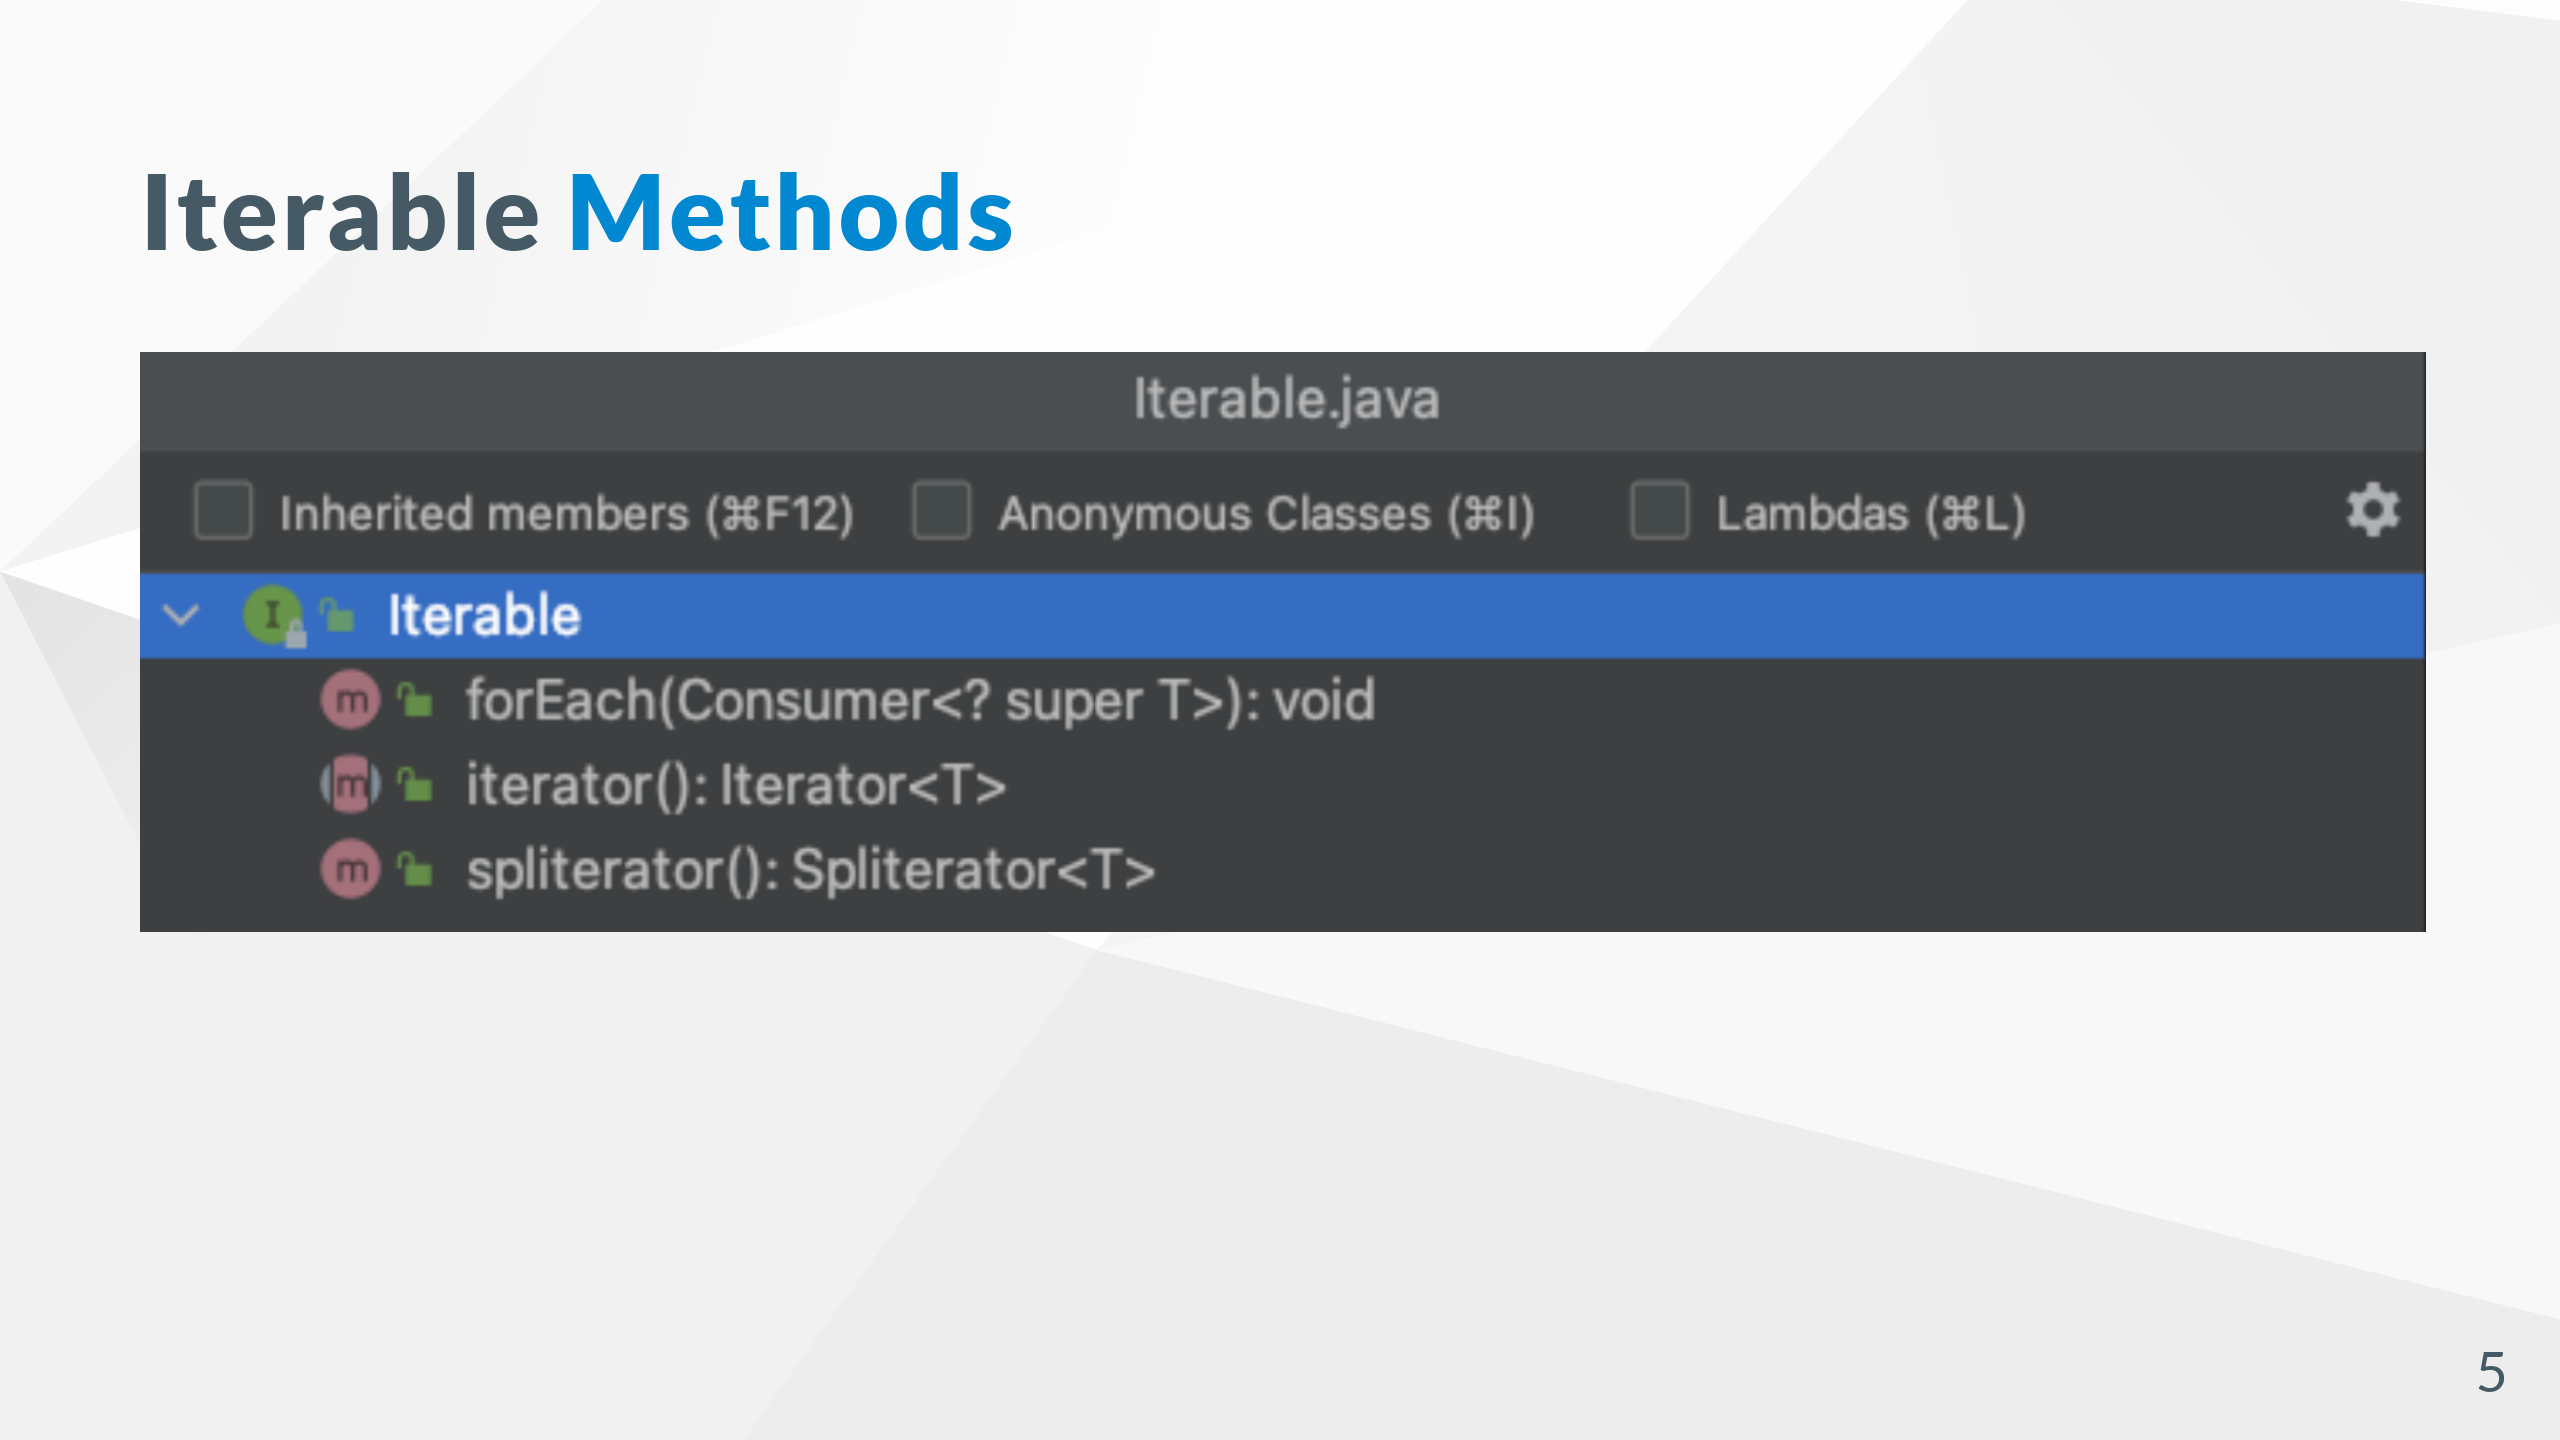 Iterable Methods
Iterable.java
Inherited members (⌘F12) Anonymous Classes (⌘I) Lambdas (⌘L)
I Iterable
m forEach(Consumer<? super T>): void
m iterator(): Iterator<T>
m spliterator(): Spliterator<T>
5